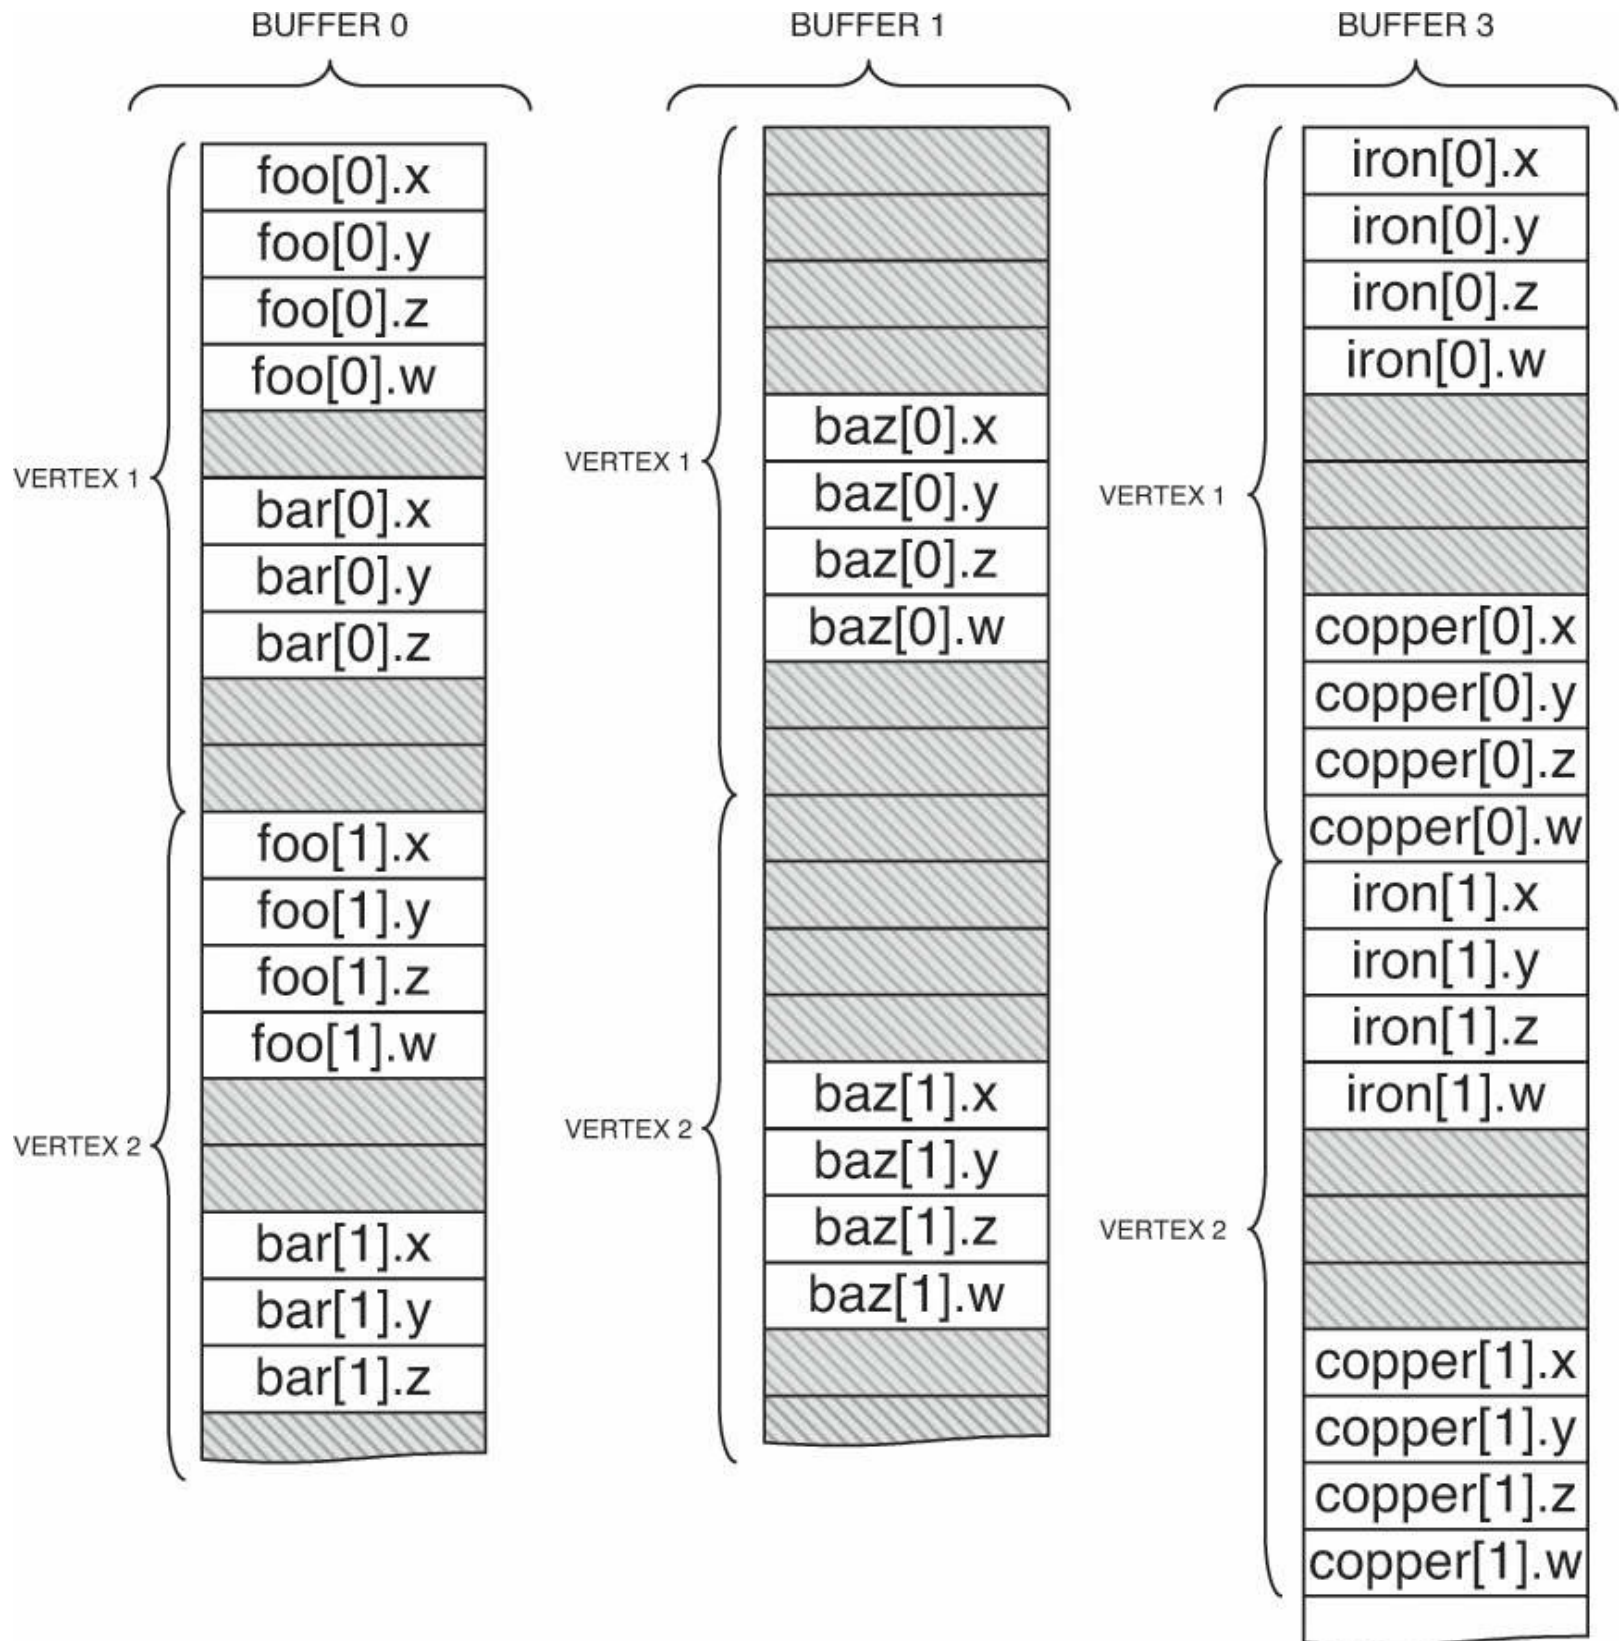 BUFFER 0
VERTEX 1
foo[0].x
foo[0].y
foo[0].z
foo[0].w
bar[0].x
bar[0].y
bar[0].z
VERTEX 2
foo[1].x
foo[1].y
foo[1].z
foo[1].w
bar[1].x
bar[1].y
bar[1].z
BUFFER 1
VERTEX 1
baz[0].x
baz[0].y
baz[0].z
baz[0].w
VERTEX 2
baz[1].x
baz[1].y
baz[1].z
baz[1].w
BUFFER 3
VERTEX 1
iron[0].x
iron[0].y
iron[0].z
iron[0].w
copper[0].x
copper[0].y
copper[0].z
copper[0].w
VERTEX 2
iron[1].x
iron[1].y
iron[1].z
iron[1].w
copper[1].x
copper[1].y
copper[1].z
copper[1].w